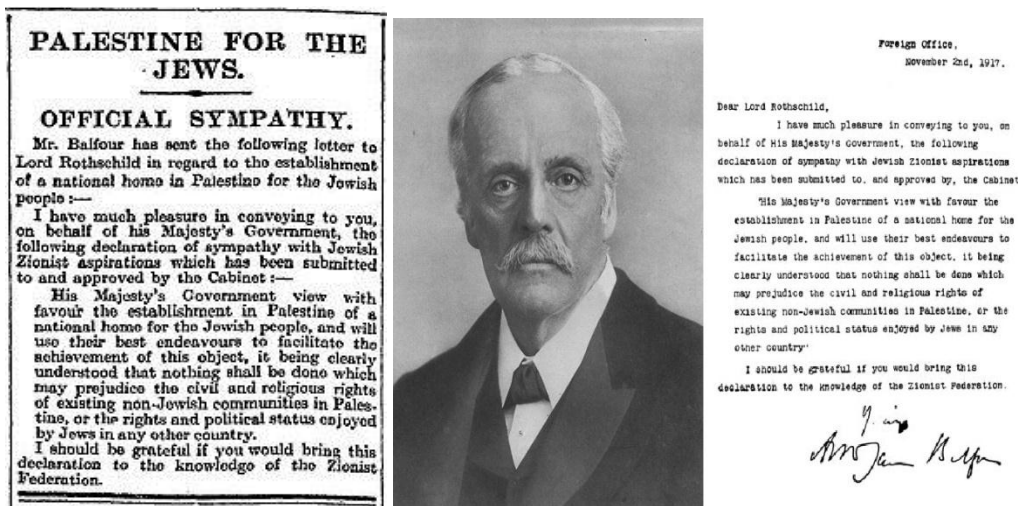 PALESTINE FOR THE
JEWS.
OFFICIAL SYMPATHY.
Mr. Balfour has sent the following letter to
Lord Rothschild in regard to the establishment
of a national home in Palestine for the Jewish
people :—
I have much pleasure in conveying to you,
on behalf of his Majesty's Government, the
following declaration of sympathy with Jewish
Zionist aspirations which has been submitted
to and approved by the Cabinet :—
His Majesty's Government view with
favour the establishment in Palestine of a
national home for the Jewish people, and will
use their best endeavours to facilitate the
achievement of this object, it being clearly
understood that nothing shall be done which
may prejudice the civil and religious rights
of existing non-Jewish communities in Pales-
tine, or the rights and political status enjoyed
by Jews in any other country.
I should be grateful if you would bring this
declaration to the knowledge of the Zionist
Federation.
Foreign Office,
November 2nd, 1917.
Dear Lord Rothschild,
I have much pleasure in conveying to you, on
behalf of His Majesty's Government, the following
declaration of sympathy with Jewish Zionist aspirations
which has been submitted to, and approved by, the Cabinet
'His Majesty's Government view with favour the
establishment in Palestine of a national home for the
Jewish people, and will use their best endeavours to
facilitate the achievement of this object, it being
clearly understood that nothing shall be done which
may prejudice the civil and religious rights of
existing non-Jewish communities in Palestine, or the
rights and political status enjoyed by Jews in any
other country'
I should be grateful if you would bring this
declaration to the knowledge of the Zionist Federation.